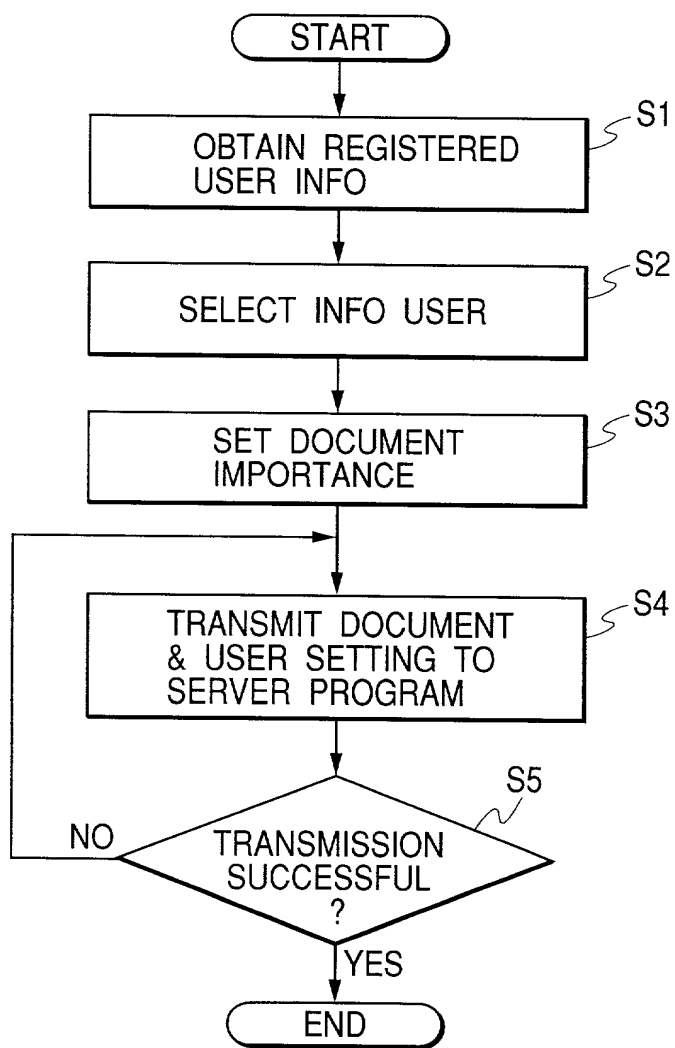 START
S1
OBTAIN REGISTERED
USER INFO
S2
SELECT INFO USER
S3
SET DOCUMENT
IMPORTANCE
S4
TRANSMIT DOCUMENT
& USER SETTING TO
SERVER PROGRAM
S5
NO
TRANSMISSION
SUCCESSFUL
?
YES
END